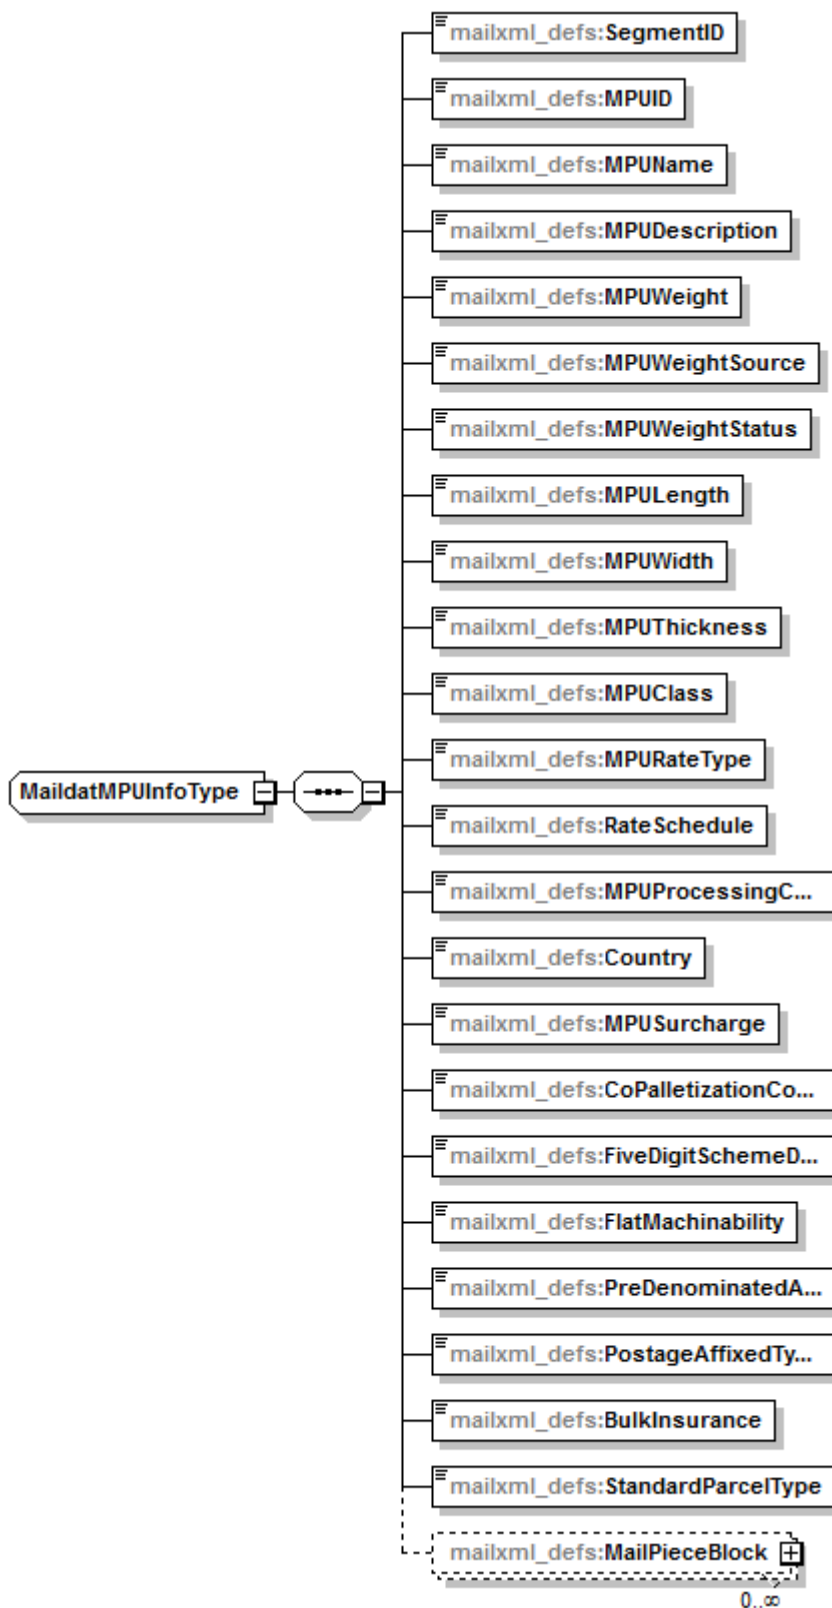 mailxml_defs:SegmentID
mailxml_defs:MPUID
mailxml_defs:MPUName
mailxml_defs:MPUDescription
mailxml_defs:MPUWeight
mailxml_defs:MPUWeightSource
mailxml_defs:MPUWeightStatus
mailxml_defs:MPULength
mailxml_defs:MPUWidth
mailxml_defs:MPUThickness
mailxml_defs:MPUClass
mailxml_defs:MPURateType
MaildatMPUInfoType
mailxml_defs:RateSchedule
mailxml_defs:MPUProcessingC...
mailxml_defs:Country
mailxml_defs:MPUSurcharge
mailxml_defs:CoPalletizationCo...
mailxml_defs:FiveDigitSchemeD...
mailxml_defs:FlatMachinability
mailxml_defs:PreDenominatedA...
mailxml_defs:PostageAffixedTy...
mailxml_defs:BulkInsurance
mailxml_defs:StandardParcelType
mailxml_defs:MailPieceBlock
0..∞